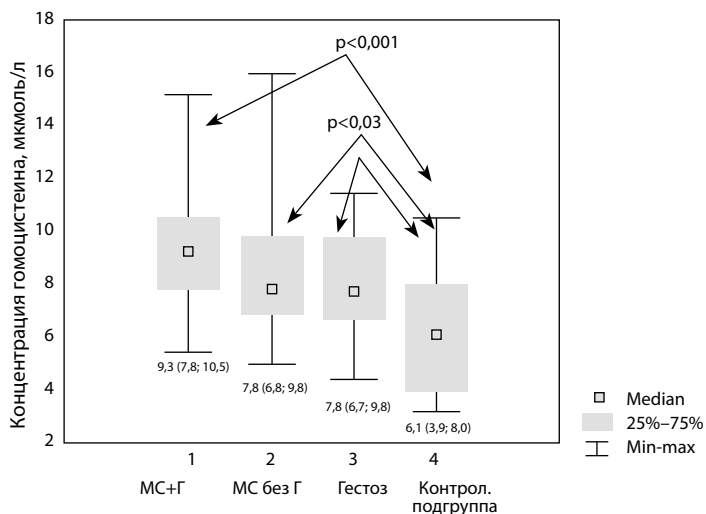 Концентрация гомоцистеина, мкмоль/л
18
16
14
12
10
8
6
4
2
p<0,001
p<0,03
9,3 (7,8; 10,5)
7,8 (6,8; 9,8)
7,8 (6,7; 9,8)
6,1 (3,9; 8,0)
1 2 3 4
МС+Г МС без Г Гестоз Контрол.
подгруппа
Median
25%–75%
Min-max